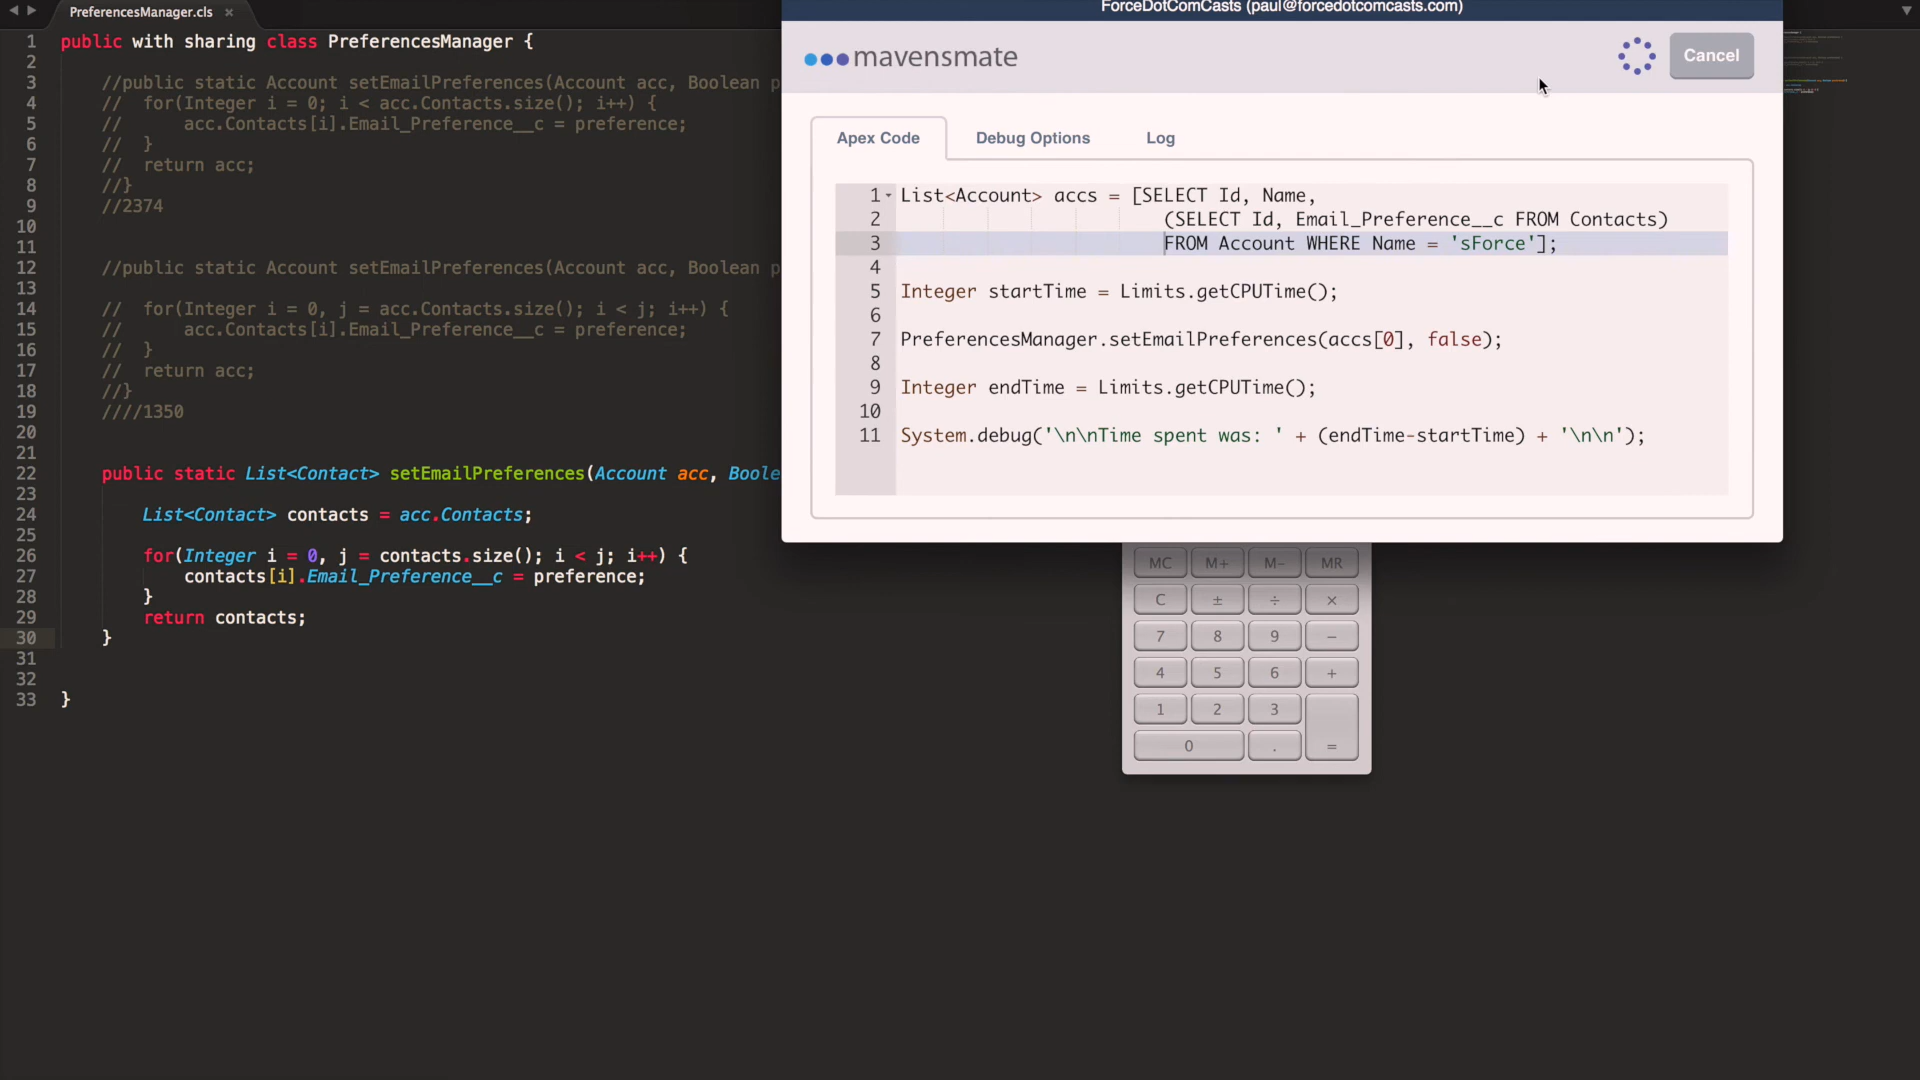 PreferencesManager.cls ×
1 public with sharing class PreferencesManager {
2
3 //public static Account setEmailPreferences(Account acc, Boolean p
4 // for(Integer i = 0; i < acc.Contacts.size(); i++) {
5 // acc.Contacts[i].Email_Preference__c = preference;
6 // }
7 // return acc;
8 //}
9 //2374
10
11
12 //public static Account setEmailPreferences(Account acc, Boolean p
13
14 // for(Integer i = 0, j = acc.Contacts.size(); i < j; i++) {
15 // acc.Contacts[i].Email_Preference__c = preference;
16 // }
17 // return acc;
18 //}
19 ////1350
20
21
22 public static List<Contact> setEmailPreferences(Account acc, Boole
23
24 List<Contact> contacts = acc.Contacts;
25
26 for(Integer i = 0, j = contacts.size(); i < j; i++) {
27 contacts[i].Email_Preference__c = preference;
28 }
29 return contacts;
30 }
31
32
33 }
ForceDotComCasts (paul@forcedotcomcasts.com)
mavensmate
Cancel
Apex Code Debug Options Log
1 List<Account> accs = [SELECT Id, Name,
2 (SELECT Id, Email_Preference__c FROM Contacts)
3 FROM Account WHERE Name = 'sForce'];
4
5 Integer startTime = Limits.getCPUTime();
6
7 PreferencesManager.setEmailPreferences(accs[0], false);
8
9 Integer endTime = Limits.getCPUTime();
10
11 System.debug('\n\nTime spent was: ' + (endTime-startTime) + '\n\n');
MC M+ M- MR
C ± ÷ ×
7 8 9 −
4 5 6 +
1 2 3
0 . =